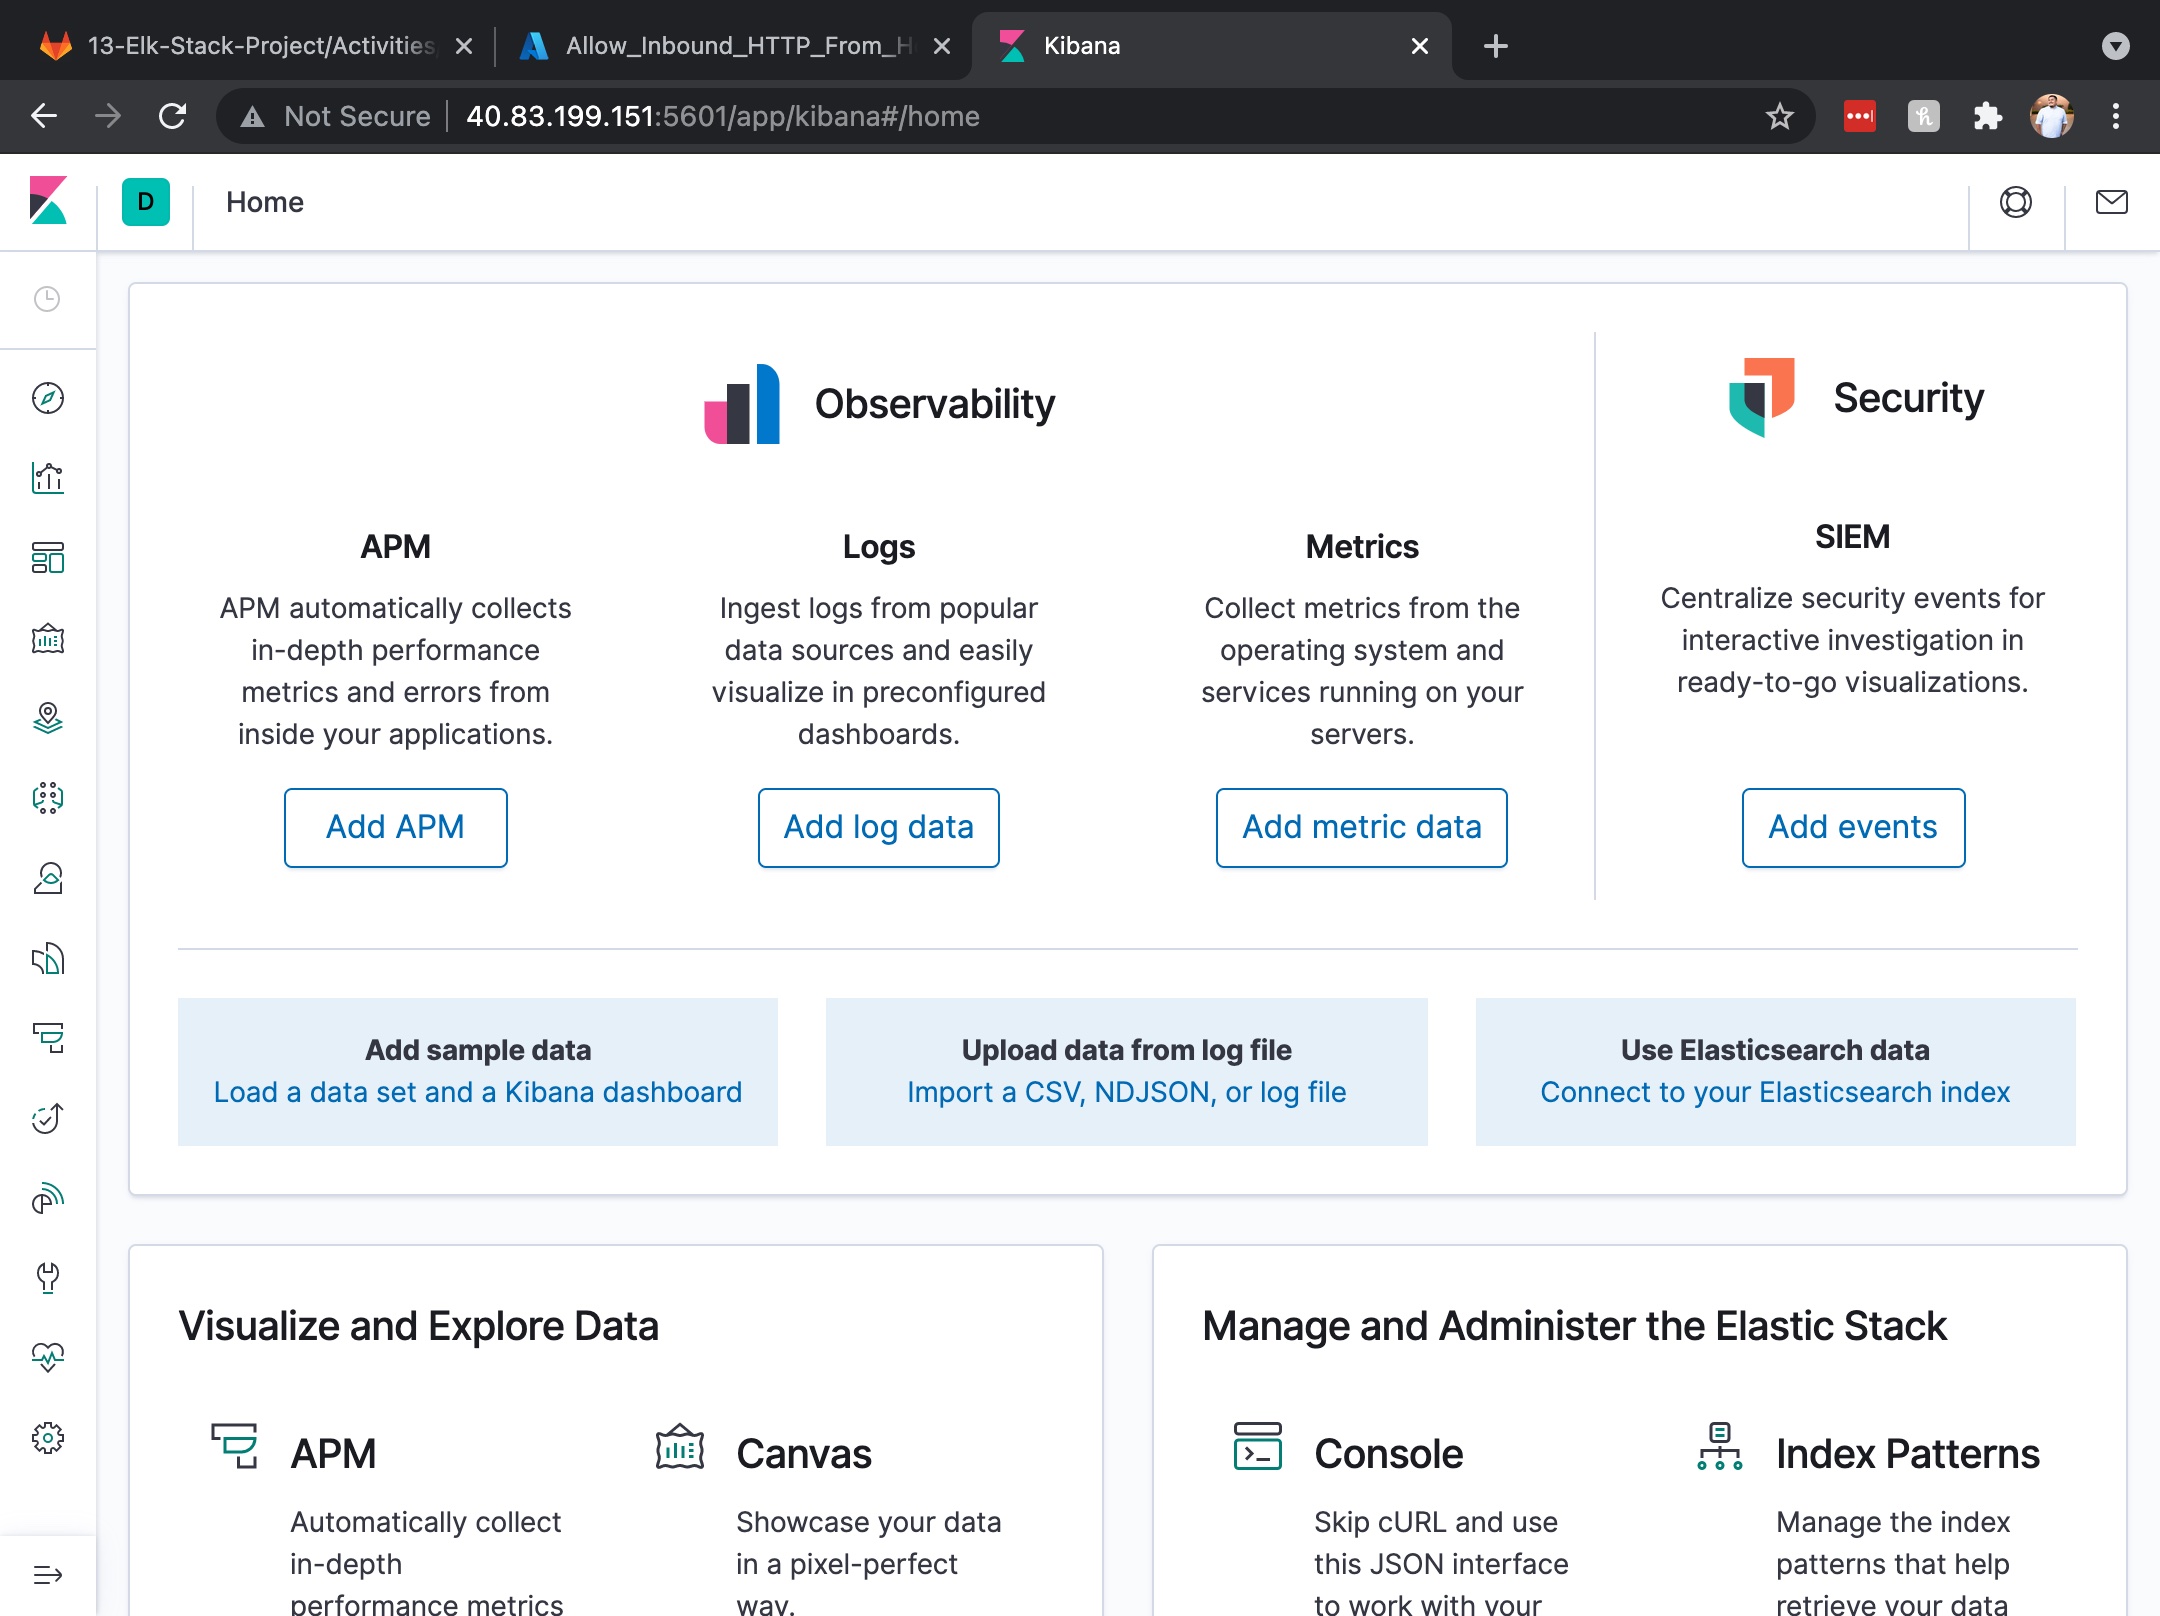 13-Elk-Stack-Project/Activities
Allow_Inbound_HTTP_From_H
Kibana
Not Secure
40.83.199.151:5601/app/kibana#/home
D
Home
Observability
Security
APM
APM automatically collects
in-depth performance
metrics and errors from
inside your applications.
Add APM
Logs
Ingest logs from popular
data sources and easily
visualize in preconfigured
dashboards.
Add log data
Metrics
Collect metrics from the
operating system and
services running on your
servers.
Add metric data
SIEM
Centralize security events for
interactive investigation in
ready-to-go visualizations.
Add events
Add sample data
Load a data set and a Kibana dashboard
Upload data from log file
Import a CSV, NDJSON, or log file
Use Elasticsearch data
Connect to your Elasticsearch index
Visualize and Explore Data
APM
Automatically collect
in-depth
performance metrics
Canvas
Showcase your data
in a pixel-perfect
way.
Manage and Administer the Elastic Stack
Console
Skip cURL and use
this JSON interface
to work with your
Index Patterns
Manage the index
patterns that help
retrieve your data